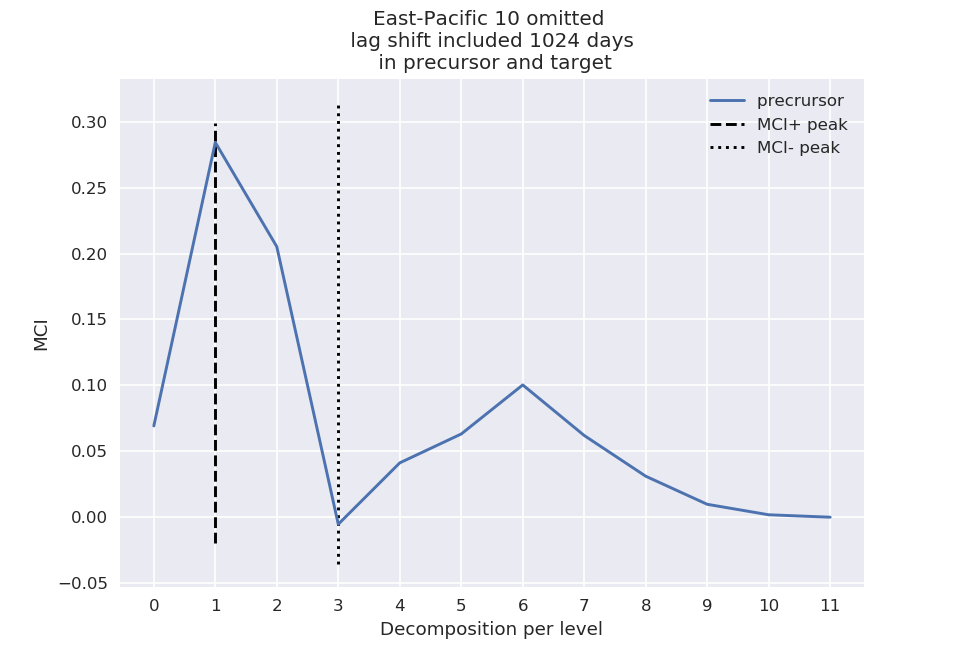 East-Pacific 10 omitted
lag shift included 1024 days
in precursor and target
precrursor
MCI+ peak
MCI- peak
MCI
0.30
0.25
0.20
0.15
0.10
0.05
0.00
−0.05
0 1 2 3 4 5 6 7 8 9 10 11
Decomposition per level